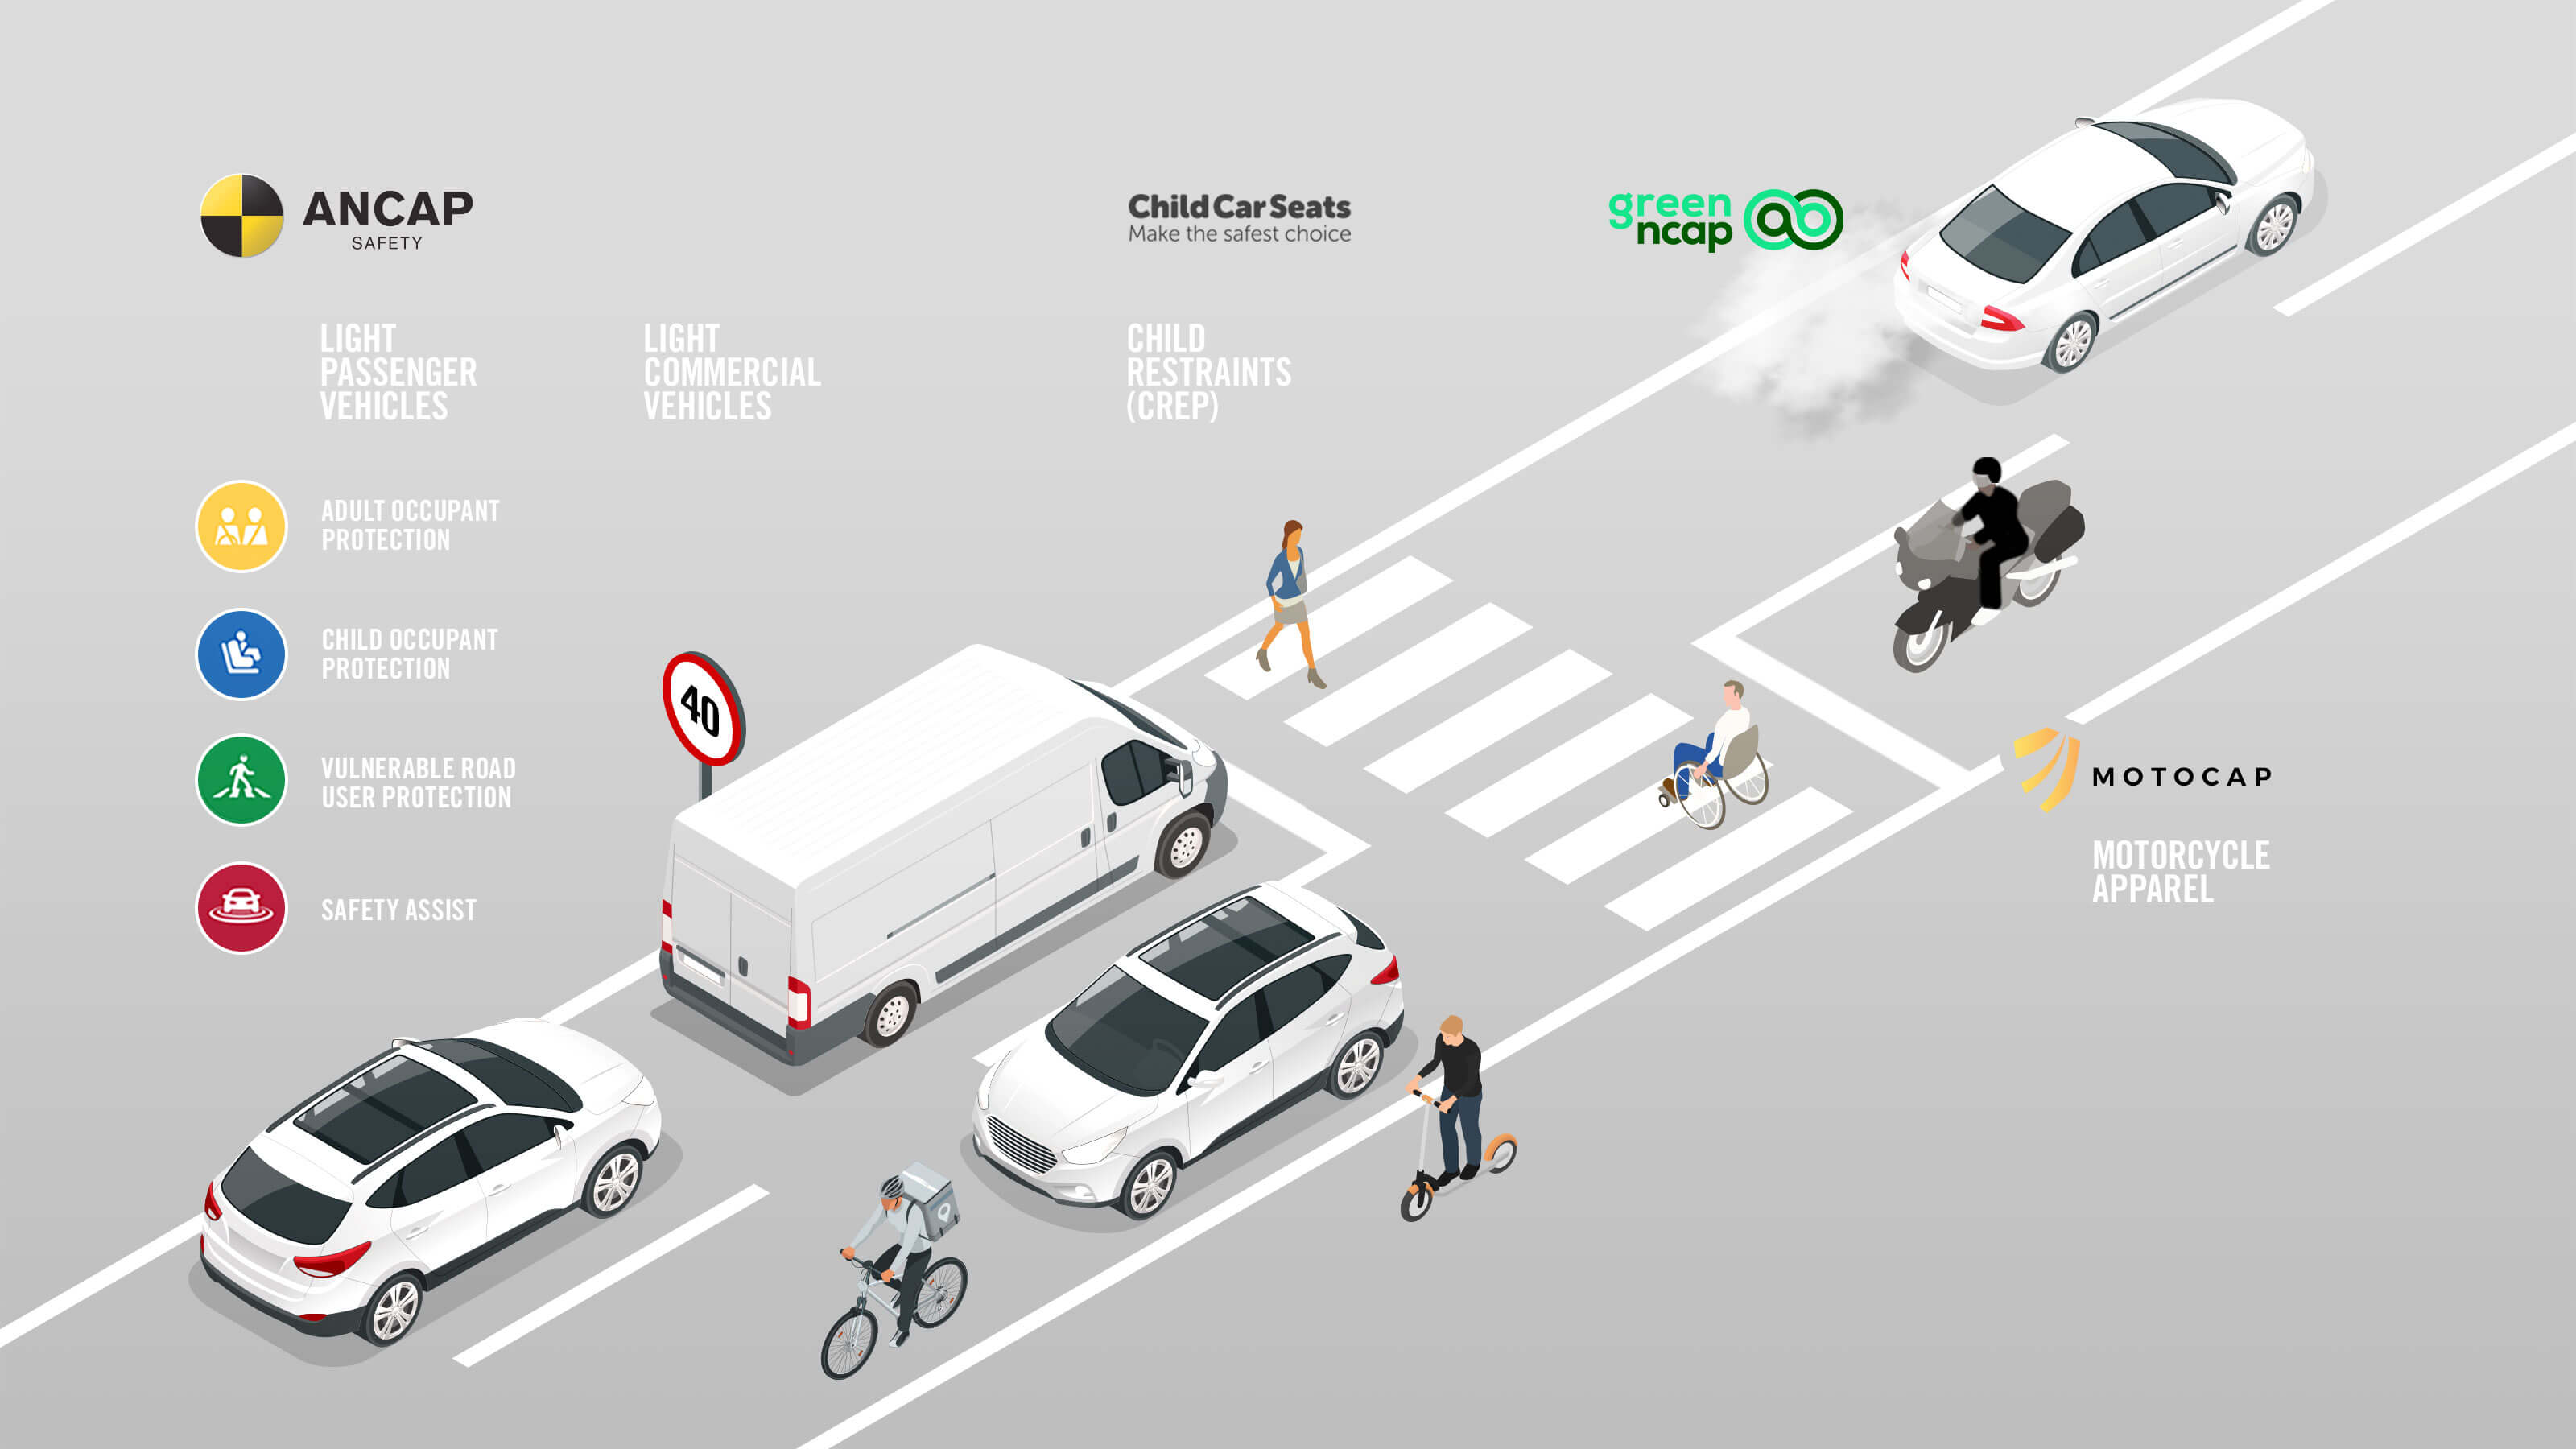 ANCAP
SAFETY
Child Car Seats
Make the safest choice
green
ncap
LIGHT
PASSENGER
VEHICLES
LIGHT
COMMERCIAL
VEHICLES
CHILD
RESTRAINTS
(CREP)
ADULT OCCUPANT
PROTECTION
CHILD OCCUPANT
PROTECTION
VULNERABLE ROAD
USER PROTECTION
SAFETY ASSIST
40
MOTOCAP
MOTORCYCLE
APPAREL